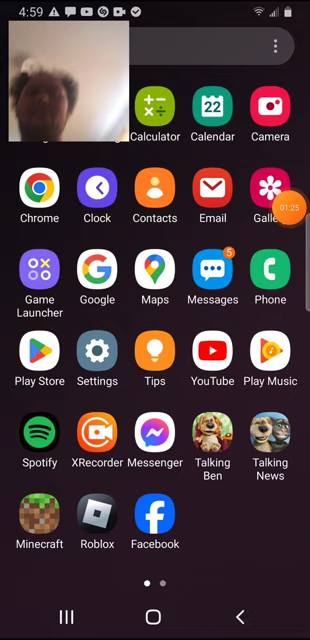 4:59
Calculator
Calendar
Camera
22
Chrome
Clock
Contacts
Email
Galle
01:25
Game
Launcher
Google
Maps
Messages
5
Phone
Play Store
Settings
Tips
YouTube
Play Music
Spotify
XRecorder
Messenger
Talking
Ben
Talking
News
Minecraft
Roblox
Facebook